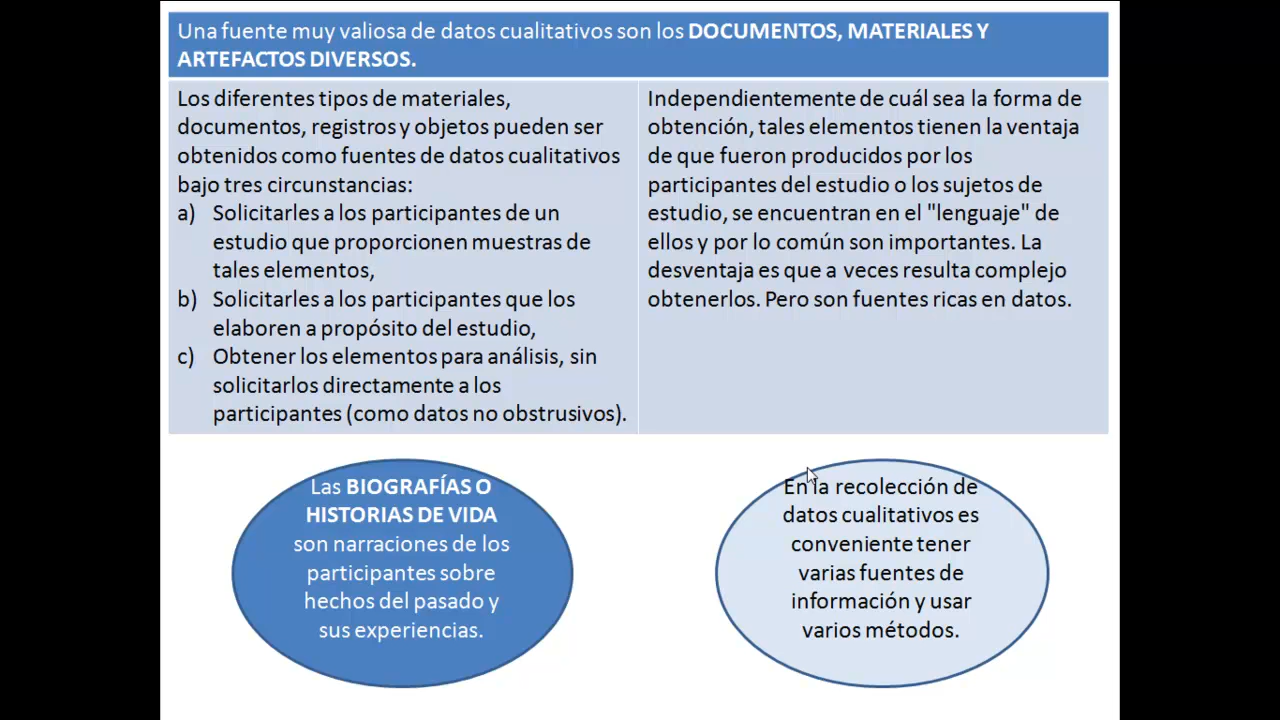 Una fuente muy valiosa de datos cualitativos son los DOCUMENTOS, MATERIALES Y
ARTEFACTOS DIVERSOS.
Los diferentes tipos de materiales,
documentos, registros y objetos pueden ser
obtenidos como fuentes de datos cualitativos
bajo tres circunstancias:
a) Solicitarles a los participantes de un
estudio que proporcionen muestras de
tales elementos,
b) Solicitarles a los participantes que los
elaboren a propósito del estudio,
c) Obtener los elementos para análisis, sin
solicitarlos directamente a los
participantes (como datos no obstrusivos).
Independientemente de cuál sea la forma de
obtención, tales elementos tienen la ventaja
de que fueron producidos por los
participantes del estudio o los sujetos de
estudio, se encuentran en el "lenguaje" de
ellos y por lo común son importantes. La
desventaja es que a veces resulta complejo
obtenerlos. Pero son fuentes ricas en datos.
Las BIOGRAFÍAS O
HISTORIAS DE VIDA
son narraciones de los
participantes sobre
hechos del pasado y
sus experiencias.
En la recolección de
datos cualitativos es
conveniente tener
varias fuentes de
información y usar
varios métodos.